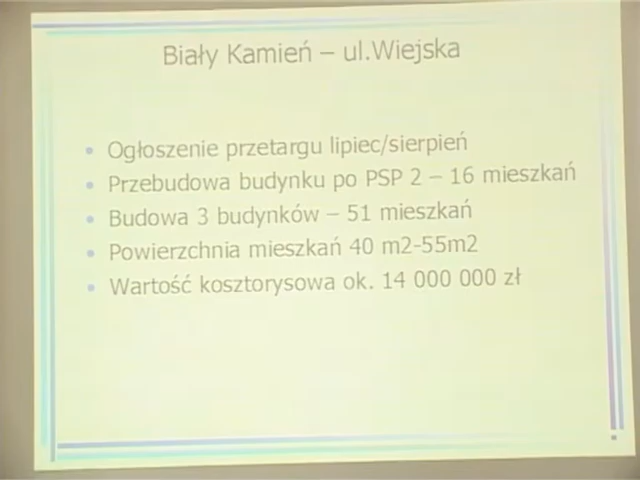 Biały Kamień – ul.Wiejska
Ogłoszenie przetargu lipiec/sierpień
Przebudowa budynku po PSP 2 – 16 mieszkań
Budowa 3 budynków – 51 mieszkań
Powierzchnia mieszkań 40 m2-55m2
Wartość kosztorysowa ok. 14 000 000 zł